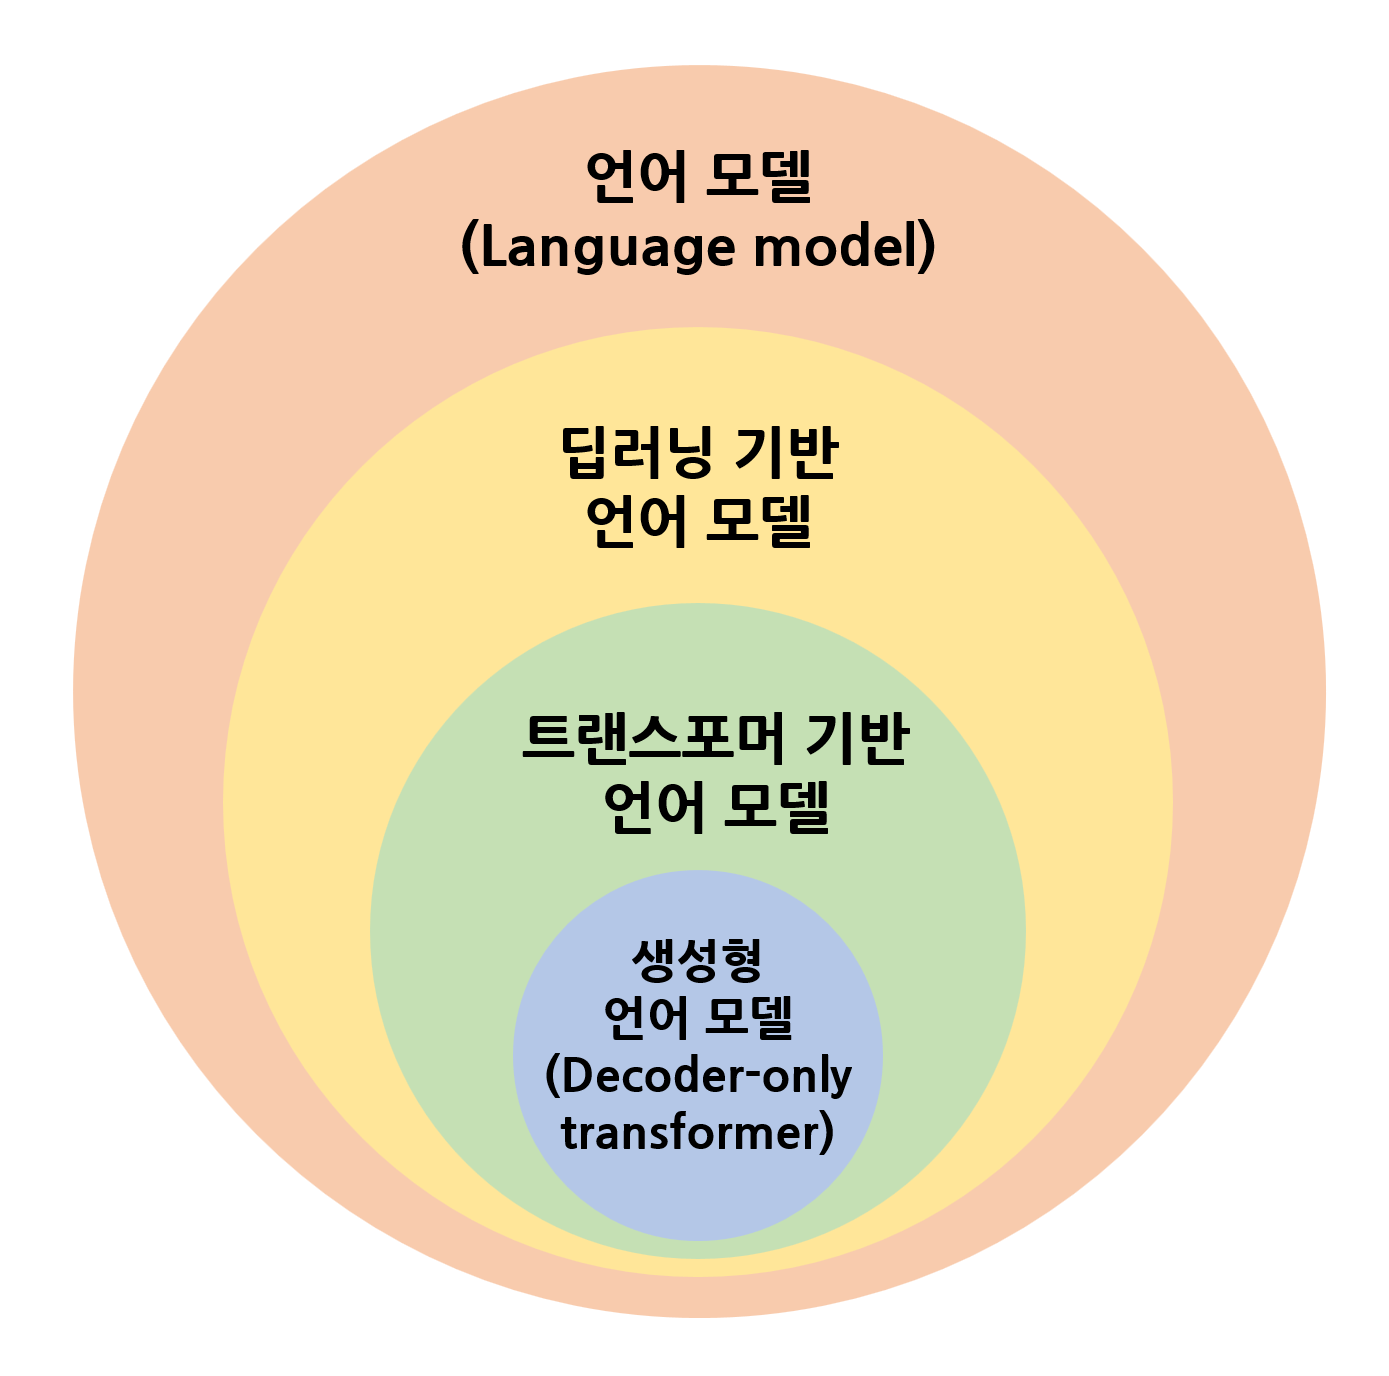 언어 모델
(Language model)
딥러닝 기반
언어 모델
트랜스포머 기반
언어 모델
생성형
언어 모델
(Decoder-only
transformer)